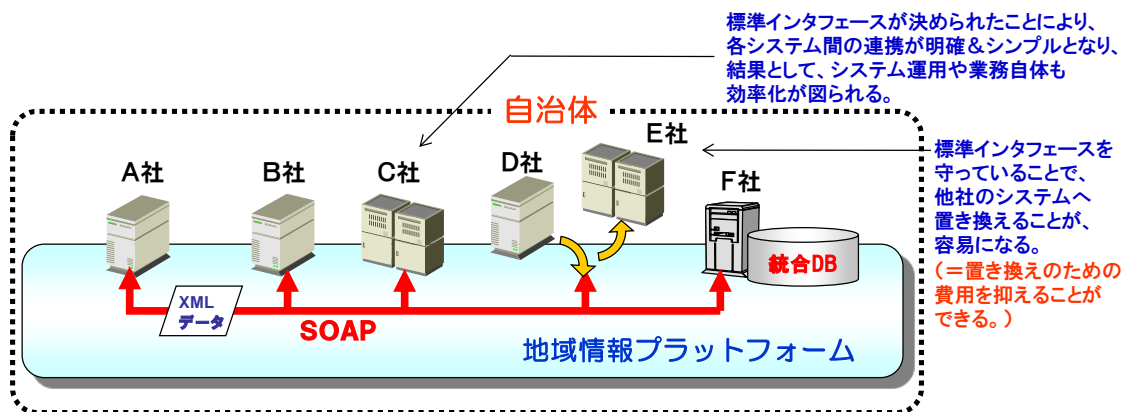 標準インタフェースが決められたことにより、
各システム間の連携が明確＆シンプルとなり、
結果として、システム運用や業務自体も
効率化が図られる。
自治体
A社
B社
C社
D社
E社
F社
標準インタフェースを
守っていることで、
他社のシステムへ
置き換えることが、
容易になる。
（＝置き換えのための
費用を抑えることが
できる。）
統合DB
XML
データ
SOAP
地域情報プラットフォーム